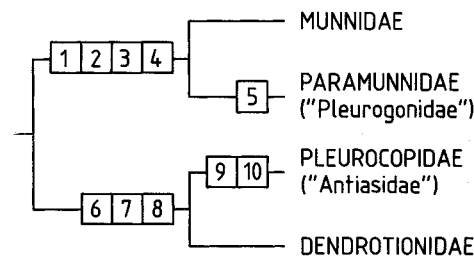 MUNNIDAE
1 2 3 4
5
PARAMUNNIDAE
("Pleurogonidae")
9 10
PLEUROCOPIDAE
("Antiasidae")
6 7 8
DENDROTIONIDAE